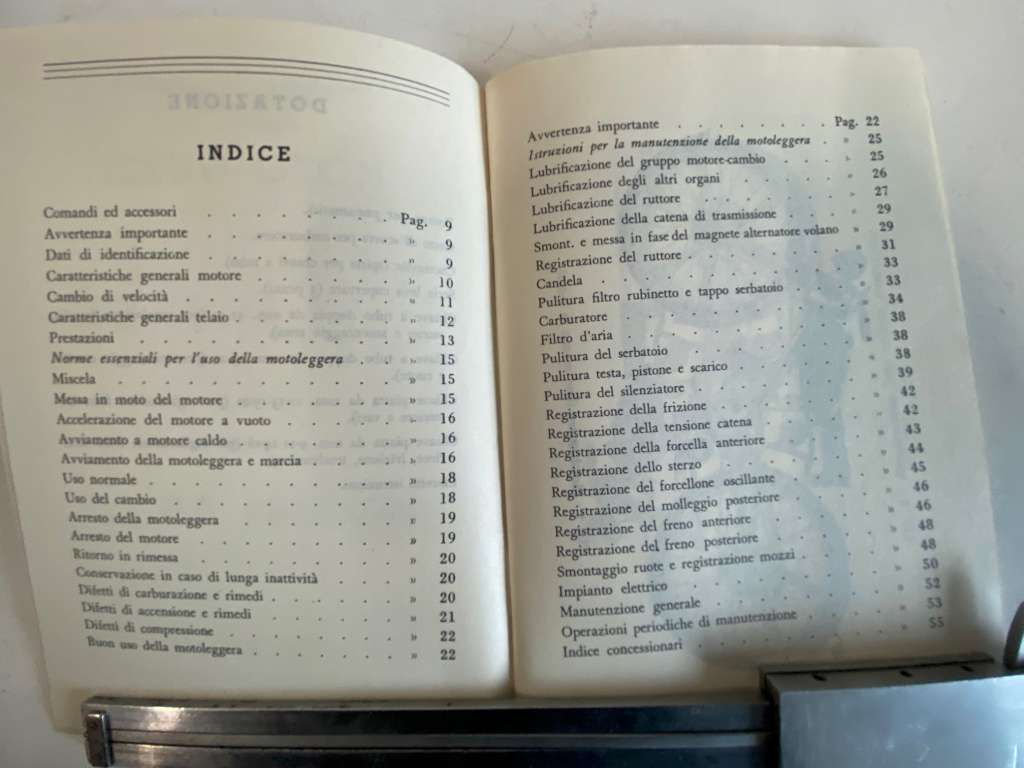 INDICE
Comandi ed accessori . . . . . . . . . Pag. 9
Avvertenza importante . . . . . . . . . » 9
Dati di identificazione . . . . . . . . . » 9
Caratteristiche generali motore . . . . . . » 10
Cambio di velocità . . . . . . . . . . » 11
Caratteristiche generali telaio . . . . . . . » 12
Prestazioni . . . . . . . . . . . . » 13
Norme essenziali per l'uso della motoleggera . . » 15
Miscela . . . . . . . . . . . . . » 15
Messa in moto del motore . . . . . . . » 15
Accelerazione del motore a vuoto . . . . . » 16
Avviamento a motore caldo . . . . . . . » 16
Avviamento della motoleggera e marcia . . . . » 16
Uso normale . . . . . . . . . . . » 18
Uso del cambio . . . . . . . . . . » 18
Arresto della motoleggera . . . . . . . » 19
Arresto del motore . . . . . . . . . » 19
Ritorno in rimessa . . . . . . . . . » 20
Conservazione in caso di lunga inattività . . . » 20
Difetti di carburazione e rimedi . . . . . . » 20
Difetti di accensione e rimedi . . . . . . » 21
Difetti di compressione . . . . . . . . » 22
Buon uso della motoleggera . . . . . . . » 22
Avvertenza importante . . . . . . . . Pag. 22
Istruzioni per la manutenzione della motoleggera . » 25
Lubrificazione del gruppo motore-cambio . . . » 25
Lubrificazione degli altri organi . . . . . » 26
Lubrificazione del ruttore . . . . . . . » 27
Lubrificazione della catena di trasmissione . . . » 29
Smont. e messa in fase del magnete alternatore volano » 29
Registrazione del ruttore . . . . . . . » 31
Candela . . . . . . . . . . . . » 33
Pulitura filtro rubinetto e tappo serbatoio . . . » 33
Carburatore . . . . . . . . . . . » 34
Filtro d'aria . . . . . . . . . . . » 38
Pulitura del serbatoio . . . . . . . . » 38
Pulitura testa, pistone e scarico . . . . . » 38
Pulitura del silenziatore . . . . . . . » 39
Registrazione della frizione . . . . . . » 42
Registrazione della tensione catena . . . . » 42
Registrazione della forcella anteriore . . . . » 43
Registrazione dello sterzo . . . . . . . » 44
Registrazione del forcellone oscillante . . . . » 45
Registrazione del molleggio posteriore . . . . » 46
Registrazione del freno anteriore . . . . . » 46
Registrazione del freno posteriore . . . . . » 48
Smontaggio ruote e registrazione mozzi . . . . » 48
Impianto elettrico . . . . . . . . . » 50
Manutenzione generale . . . . . . . . » 52
Operazioni periodiche di manutenzione . . . . » 53
Indice concessionari . . . . . . . . » 55